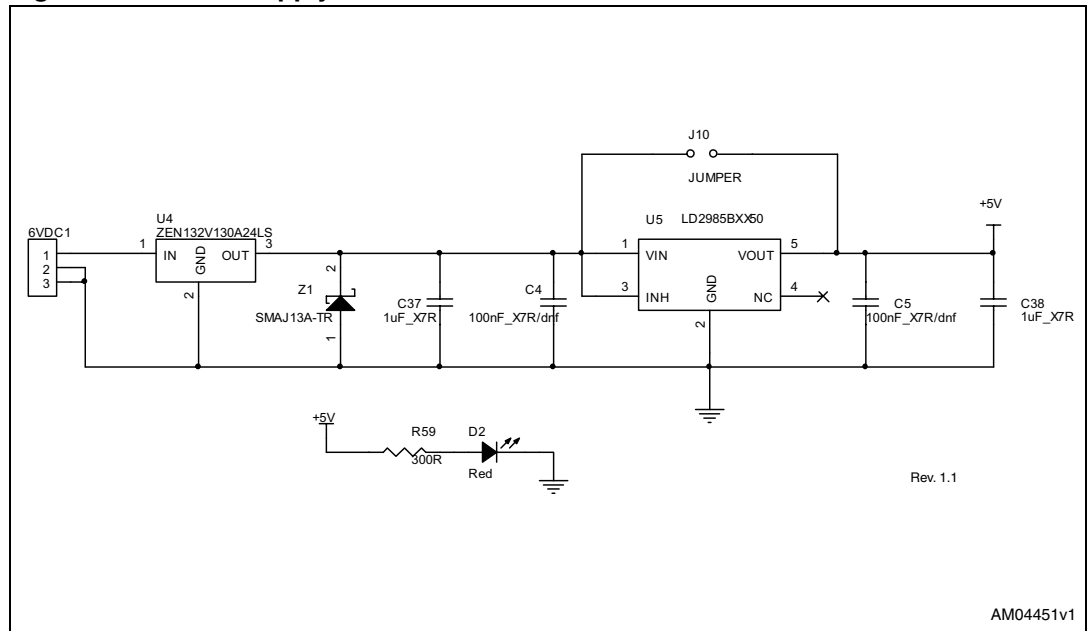 J10
JUMPER
+5V
U4
ZEN132V130A24LS
U5 LD2985BXX50
6VDC1
1
2
3
1 IN GND OUT 3
2
1 VIN VOUT 5
3 INH GND NC 4
2
2
Z1
SMAJ13A-TR
1
C37
1uF_X7R
C4
100nF_X7R/dnf
C5
100nF_X7R/dnf
C38
1uF_X7R
+5V
R59
300R
D2
Red
Rev. 1.1
AM04451v1